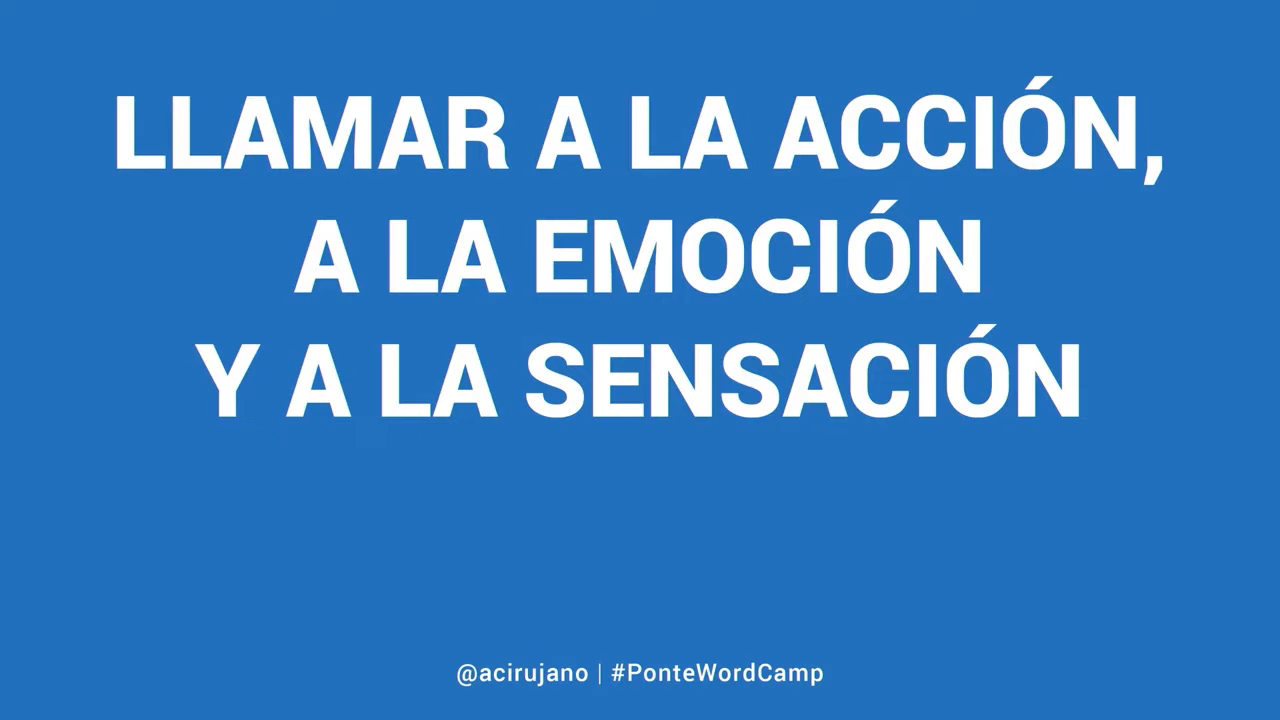 LLAMAR A LA ACCIÓN,
A LA EMOCIÓN
Y A LA SENSACIÓN
@acirujano | #PonteWordCamp